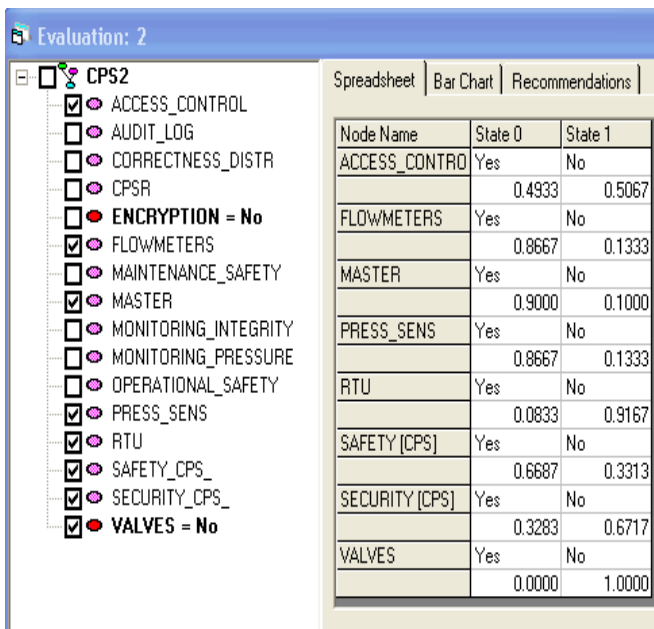 Evaluation: 2
CPS2
ACCESS_CONTROL
AUDIT_LOG
CORRECTNESS_DISTR
CPSR
ENCRYPTION = No
FLOWMETERS
MAINTENANCE_SAFETY
MASTER
MONITORING_INTEGRITY
MONITORING_PRESSURE
OPERATIONAL_SAFETY
PRESS_SENS
RTU
SAFETY_CPS_
SECURITY_CPS_
VALVES = No
Spreadsheet Bar Chart Recommendations
Node Name State 0 State 1
ACCESS_CONTRO Yes No
0.4933 0.5067
FLOWMETERS Yes No
0.8667 0.1333
MASTER Yes No
0.9000 0.1000
PRESS_SENS Yes No
0.8667 0.1333
RTU Yes No
0.0833 0.9167
SAFETY [CPS] Yes No
0.6687 0.3313
SECURITY [CPS] Yes No
0.3283 0.6717
VALVES Yes No
0.0000 1.0000